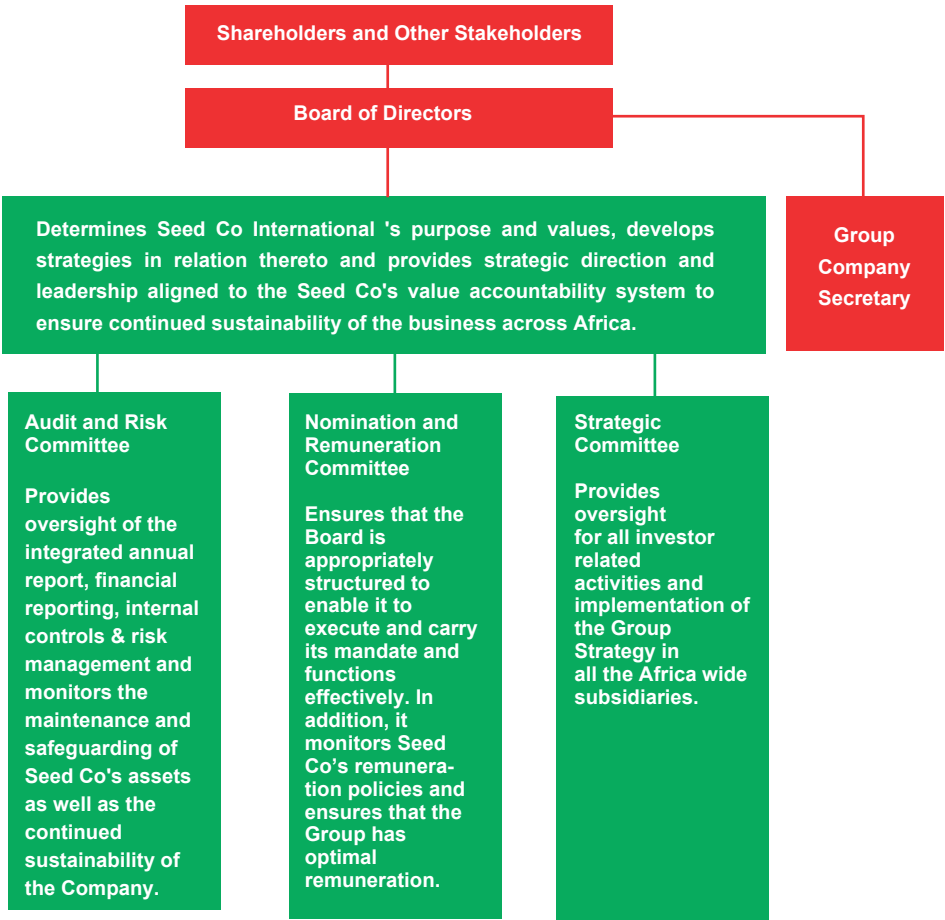 Shareholders and Other Stakeholders
Board of Directors
Determines Seed Co International 's purpose and values, develops
strategies in relation thereto and provides strategic direction and
leadership aligned to the Seed Co's value accountability system to
ensure continued sustainability of the business across Africa.
Group
Company
Secretary
Audit and Risk
Committee
Provides
oversight of the
integrated annual
report, financial
reporting, internal
controls & risk
management and
monitors the
maintenance and
safeguarding of
Seed Co's assets
as well as the
continued
sustainability of
the Company.
Nomination and
Remuneration
Committee
Ensures that the
Board is
appropriately
structured to
enable it to
execute and carry
its mandate and
functions
effectively. In
addition, it
monitors Seed
Co’s remunera-
tion policies and
ensures that the
Group has
optimal
remuneration.
Strategic
Committee
Provides
oversight
for all investor
related
activities and
implementation of
the Group
Strategy in
all the Africa wide
subsidiaries.